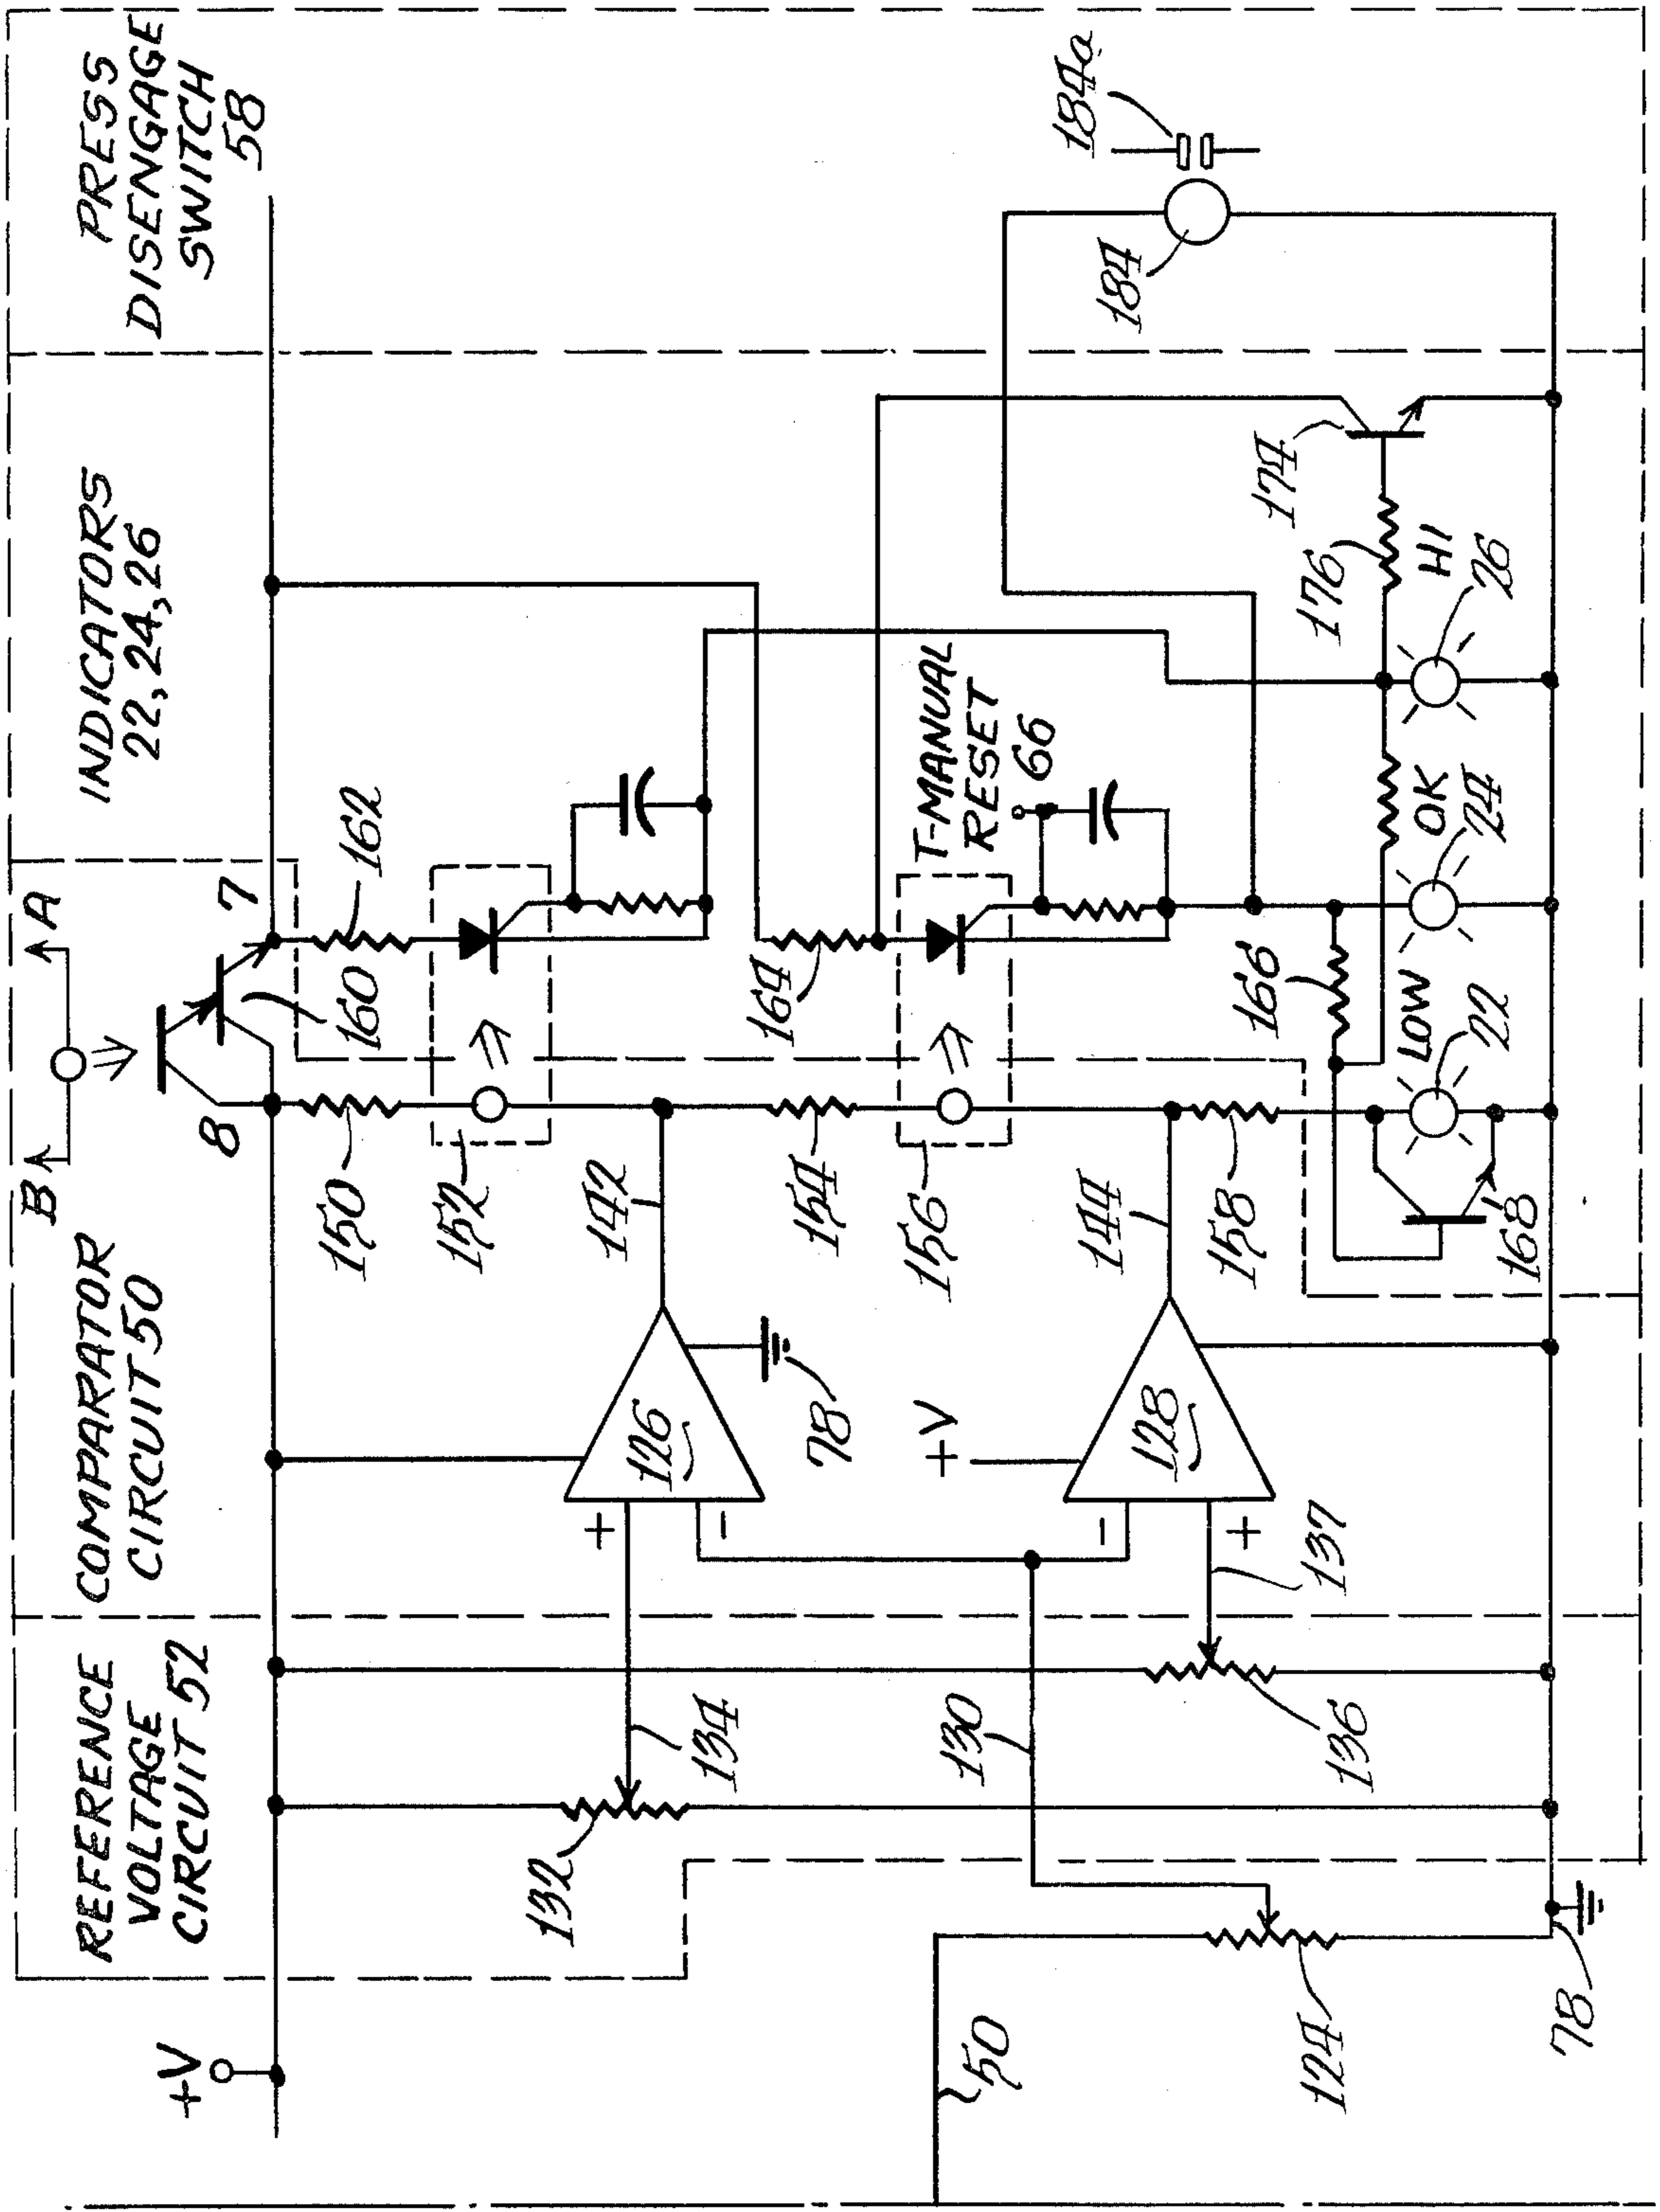 REFERENCE
VOLTAGE
CIRCUIT 52
COMPARATOR
CIRCUIT 50
INDICATORS
22, 24, 26
PRESS
DISENGAGE
SWITCH
58
B
A
+V
8
7
160
150
162
152
132
134
142
126
78
154
164
156
T-MANUAL
RESET
66
+
-
+V
50
130
144
128
-
+
137
136
124
78
158
166
168
LOW
22
OK
24
HI
26
176
174
184
184a